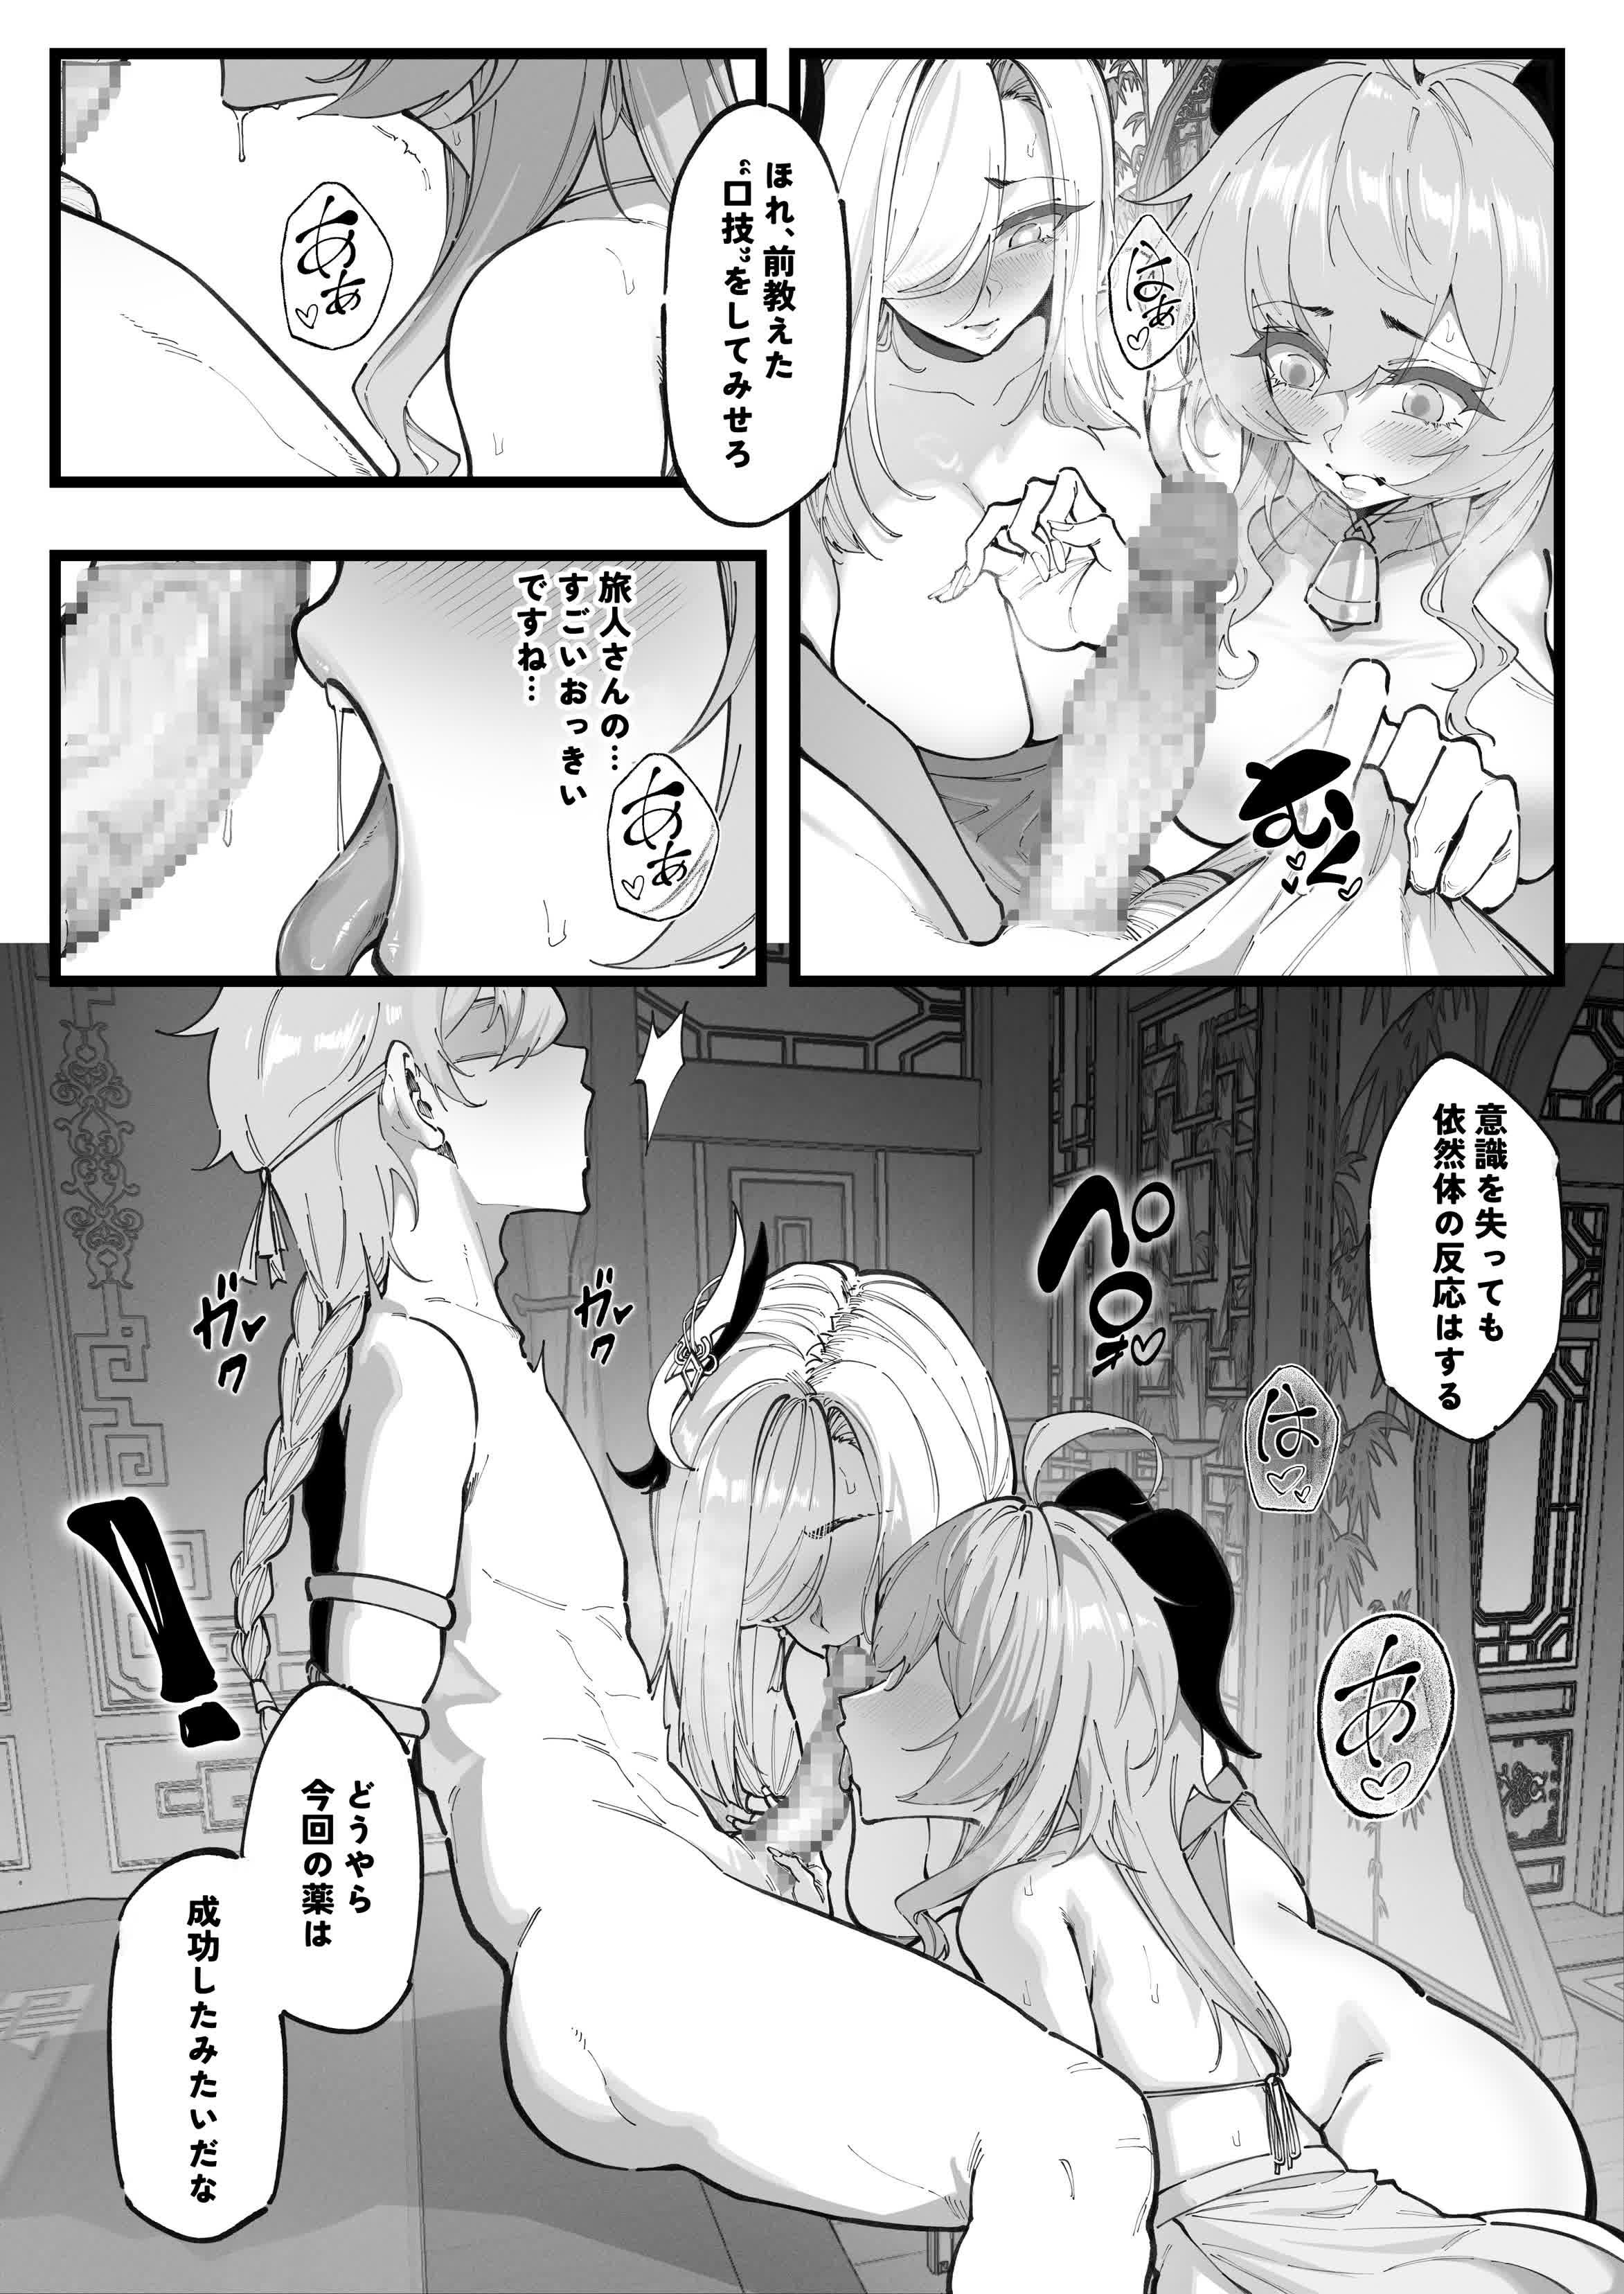 はぁ♡
むくっ♡
ほれ、前教えた
“口技”をしてみせろ
あぁ♡
旅人さんの…
すごいおっきい
ですね…
あぁ♡
意識を失っても
依然体の反応はする
ペロ♡
は♡
あ♡
ガク
ガク
！
どうやら
今回の薬は
成功したみたいだな